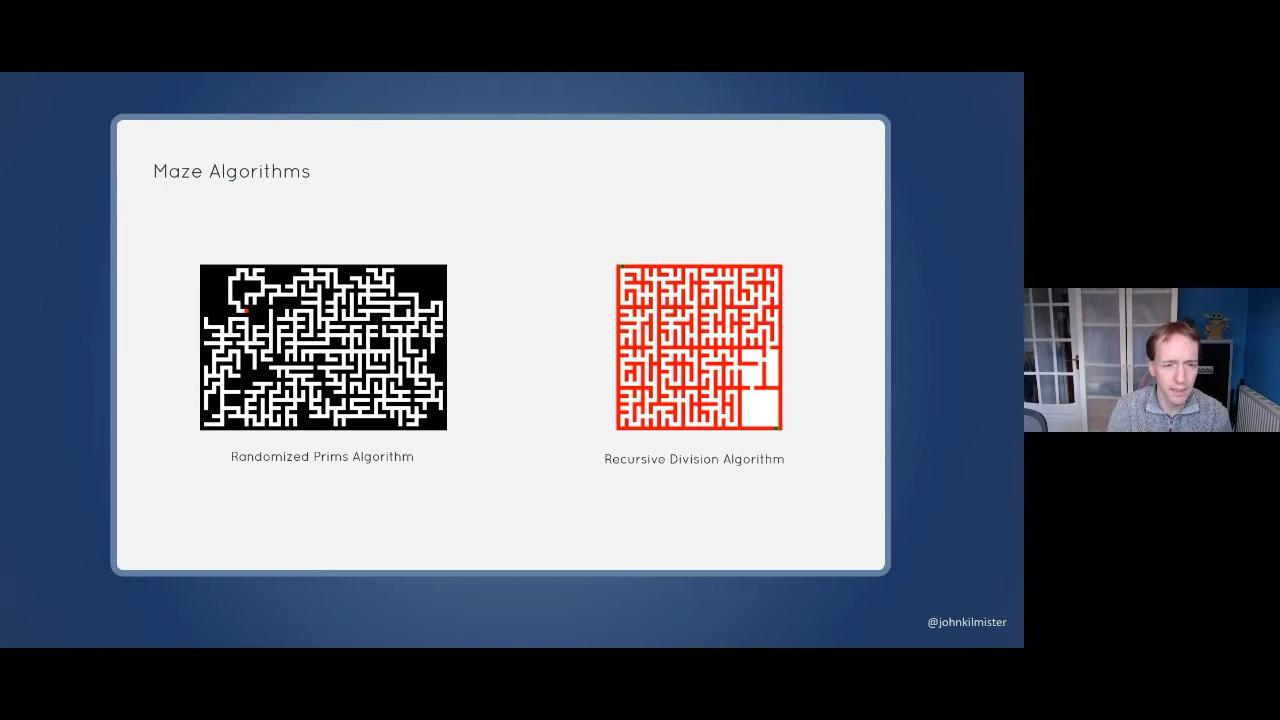 Maze Algorithms
Randomized Prims Algorithm
Recursive Division Algorithm
@johnkilmister